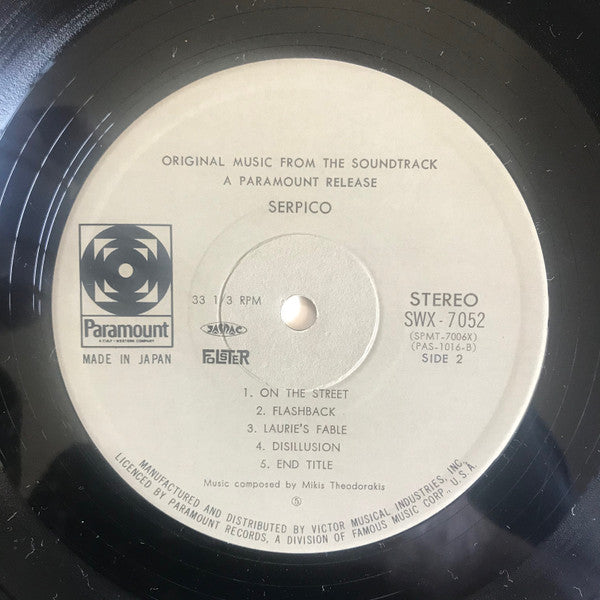 ORIGINAL MUSIC FROM THE SOUNDTRACK
A PARAMOUNT RELEASE
SERPICO
Paramount
A GULF + WESTERN COMPANY
MADE IN JAPAN
33 1/3 RPM
JASRAC
POLSTER
STEREO
SWX-7052
(SPMT-7006X)
(PAS-1016-B)
SIDE 2
1. ON THE STREET
2. FLASHBACK
3. LAURIE'S FABLE
4. DISILLUSION
5. END TITLE
Music composed by Mikis Theodorakis
MANUFACTURED AND DISTRIBUTED BY VICTOR MUSICAL INDUSTRIES, INC.
LICENCED BY PARAMOUNT RECORDS, A DIVISION OF FAMOUS MUSIC CORP., U.S.A